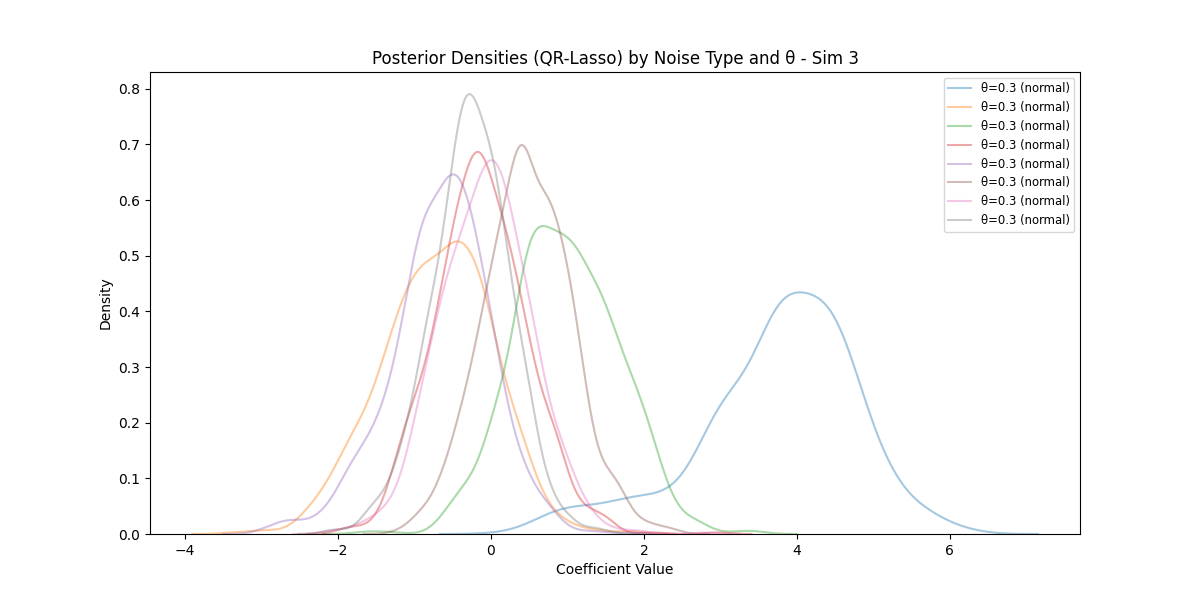 Posterior Densities (QR-Lasso) by Noise Type and θ - Sim 3
θ=0.3 (normal)
θ=0.3 (normal)
θ=0.3 (normal)
θ=0.3 (normal)
θ=0.3 (normal)
θ=0.3 (normal)
θ=0.3 (normal)
θ=0.3 (normal)
Density
0.8
0.7
0.6
0.5
0.4
0.3
0.2
0.1
0.0
−4 −2 0 2 4 6
Coefficient Value